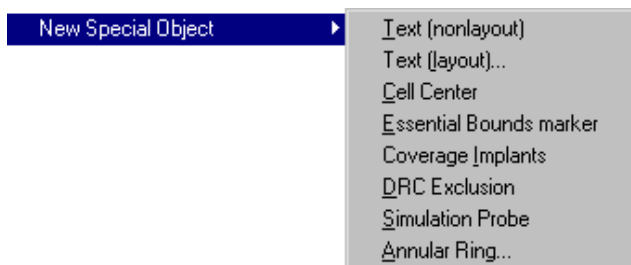 New Special Object
Text (nonlayout)
Text (layout)...
Cell Center
Essential Bounds marker
Coverage Implants
DRC Exclusion
Simulation Probe
Annular Ring...